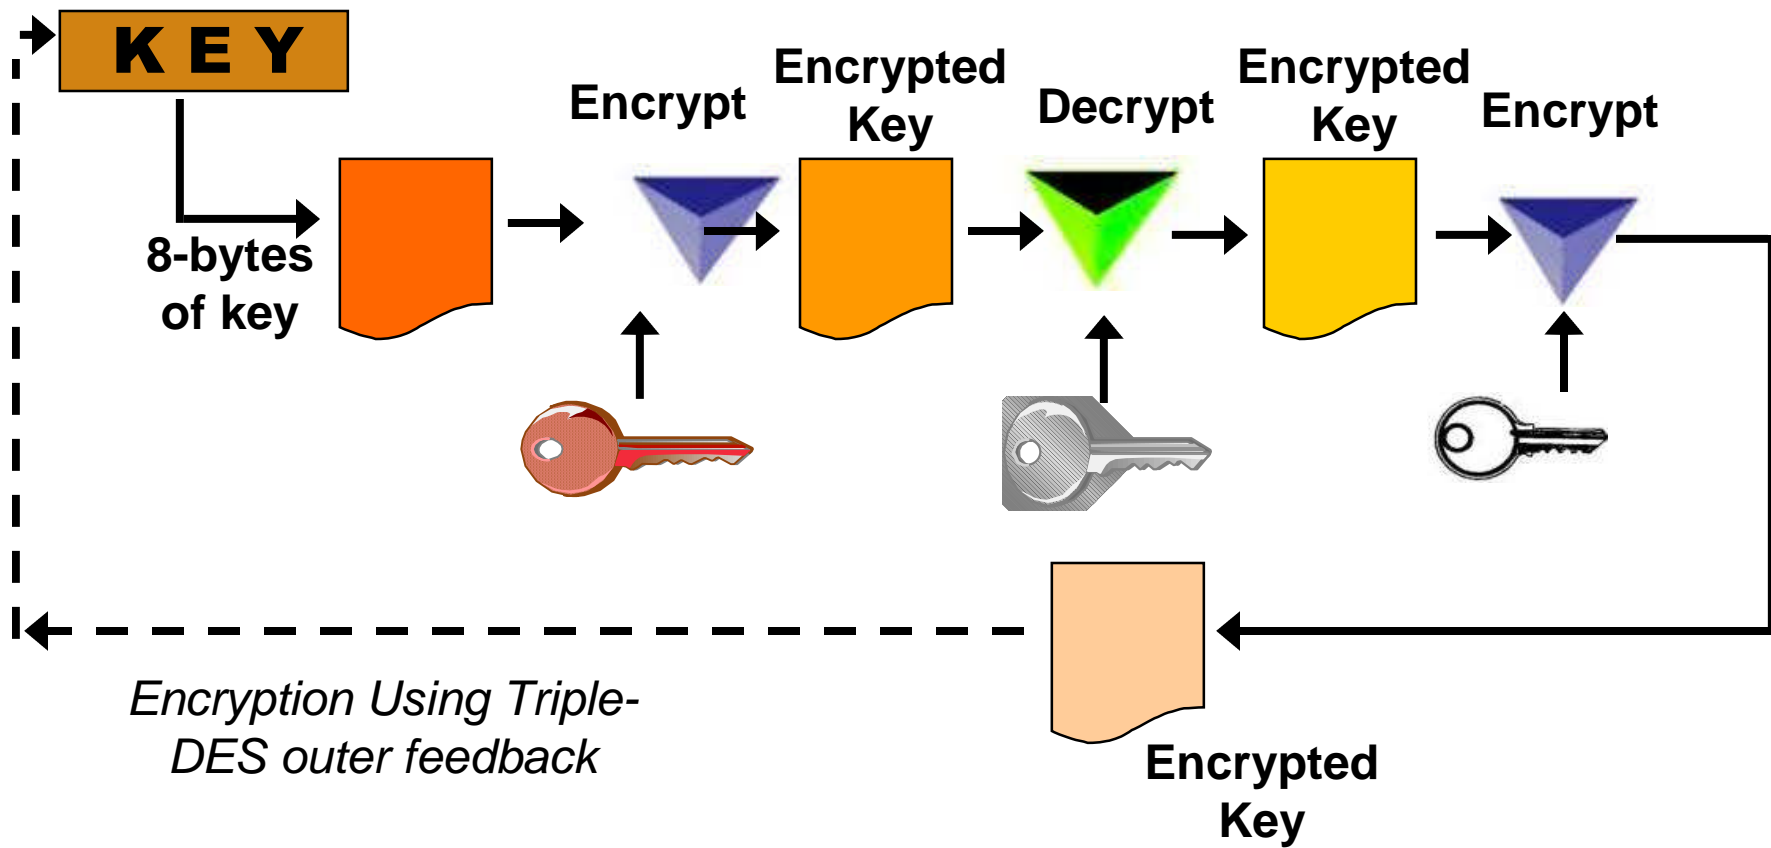 K E Y
Encrypt
Encrypted
Key
Decrypt
Encrypted
Key
Encrypt
8-bytes
of key
Encryption Using Triple-
DES outer feedback
Encrypted
Key